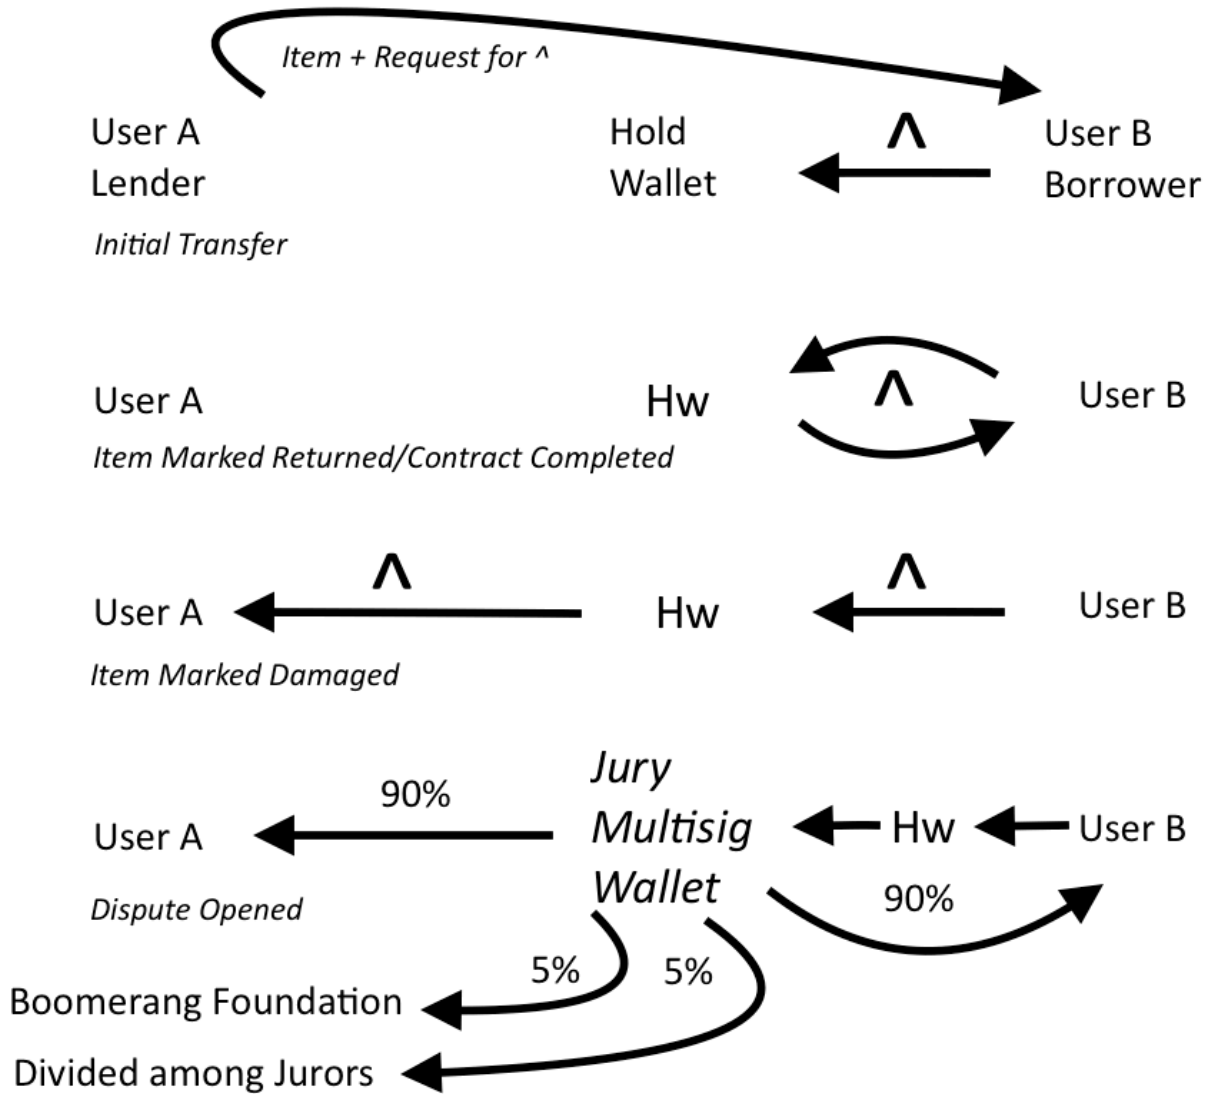 Item + Request for ^
User A
Lender
Hold
Wallet
^
User B
Borrower
Initial Transfer
User A
Hw
^
User B
Item Marked Returned/Contract Completed
^
^
User A
Hw
User B
Item Marked Damaged
Jury
Multisig
Wallet
90%
User A
Hw
User B
90%
Dispute Opened
5%
5%
Boomerang Foundation
Divided among Jurors